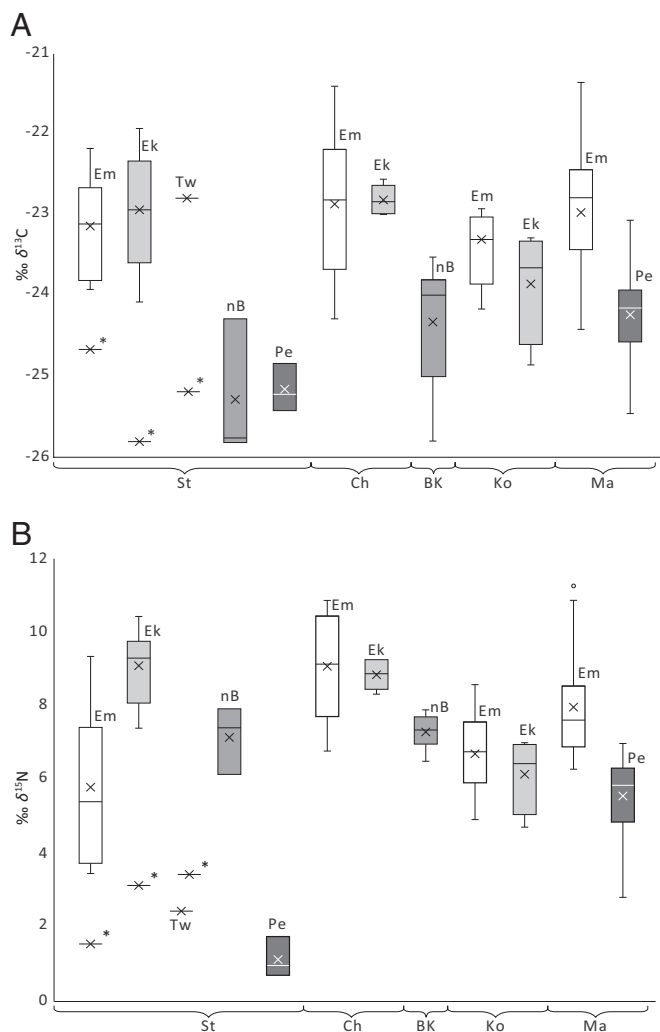 A
-21
-22
-23
-24
-25
-26
‰ δ13C
Em
Ek
Tw
nB
Pe
*
*
*
Em
Ek
nB
Em
Ek
Em
Pe
St
Ch
BK
Ko
Ma
B
12
10
8
6
4
2
0
‰ δ15N
Em
Ek
Tw
nB
Pe
*
*
*
Em
Ek
nB
Em
Ek
Em
Pe
St
Ch
BK
Ko
Ma